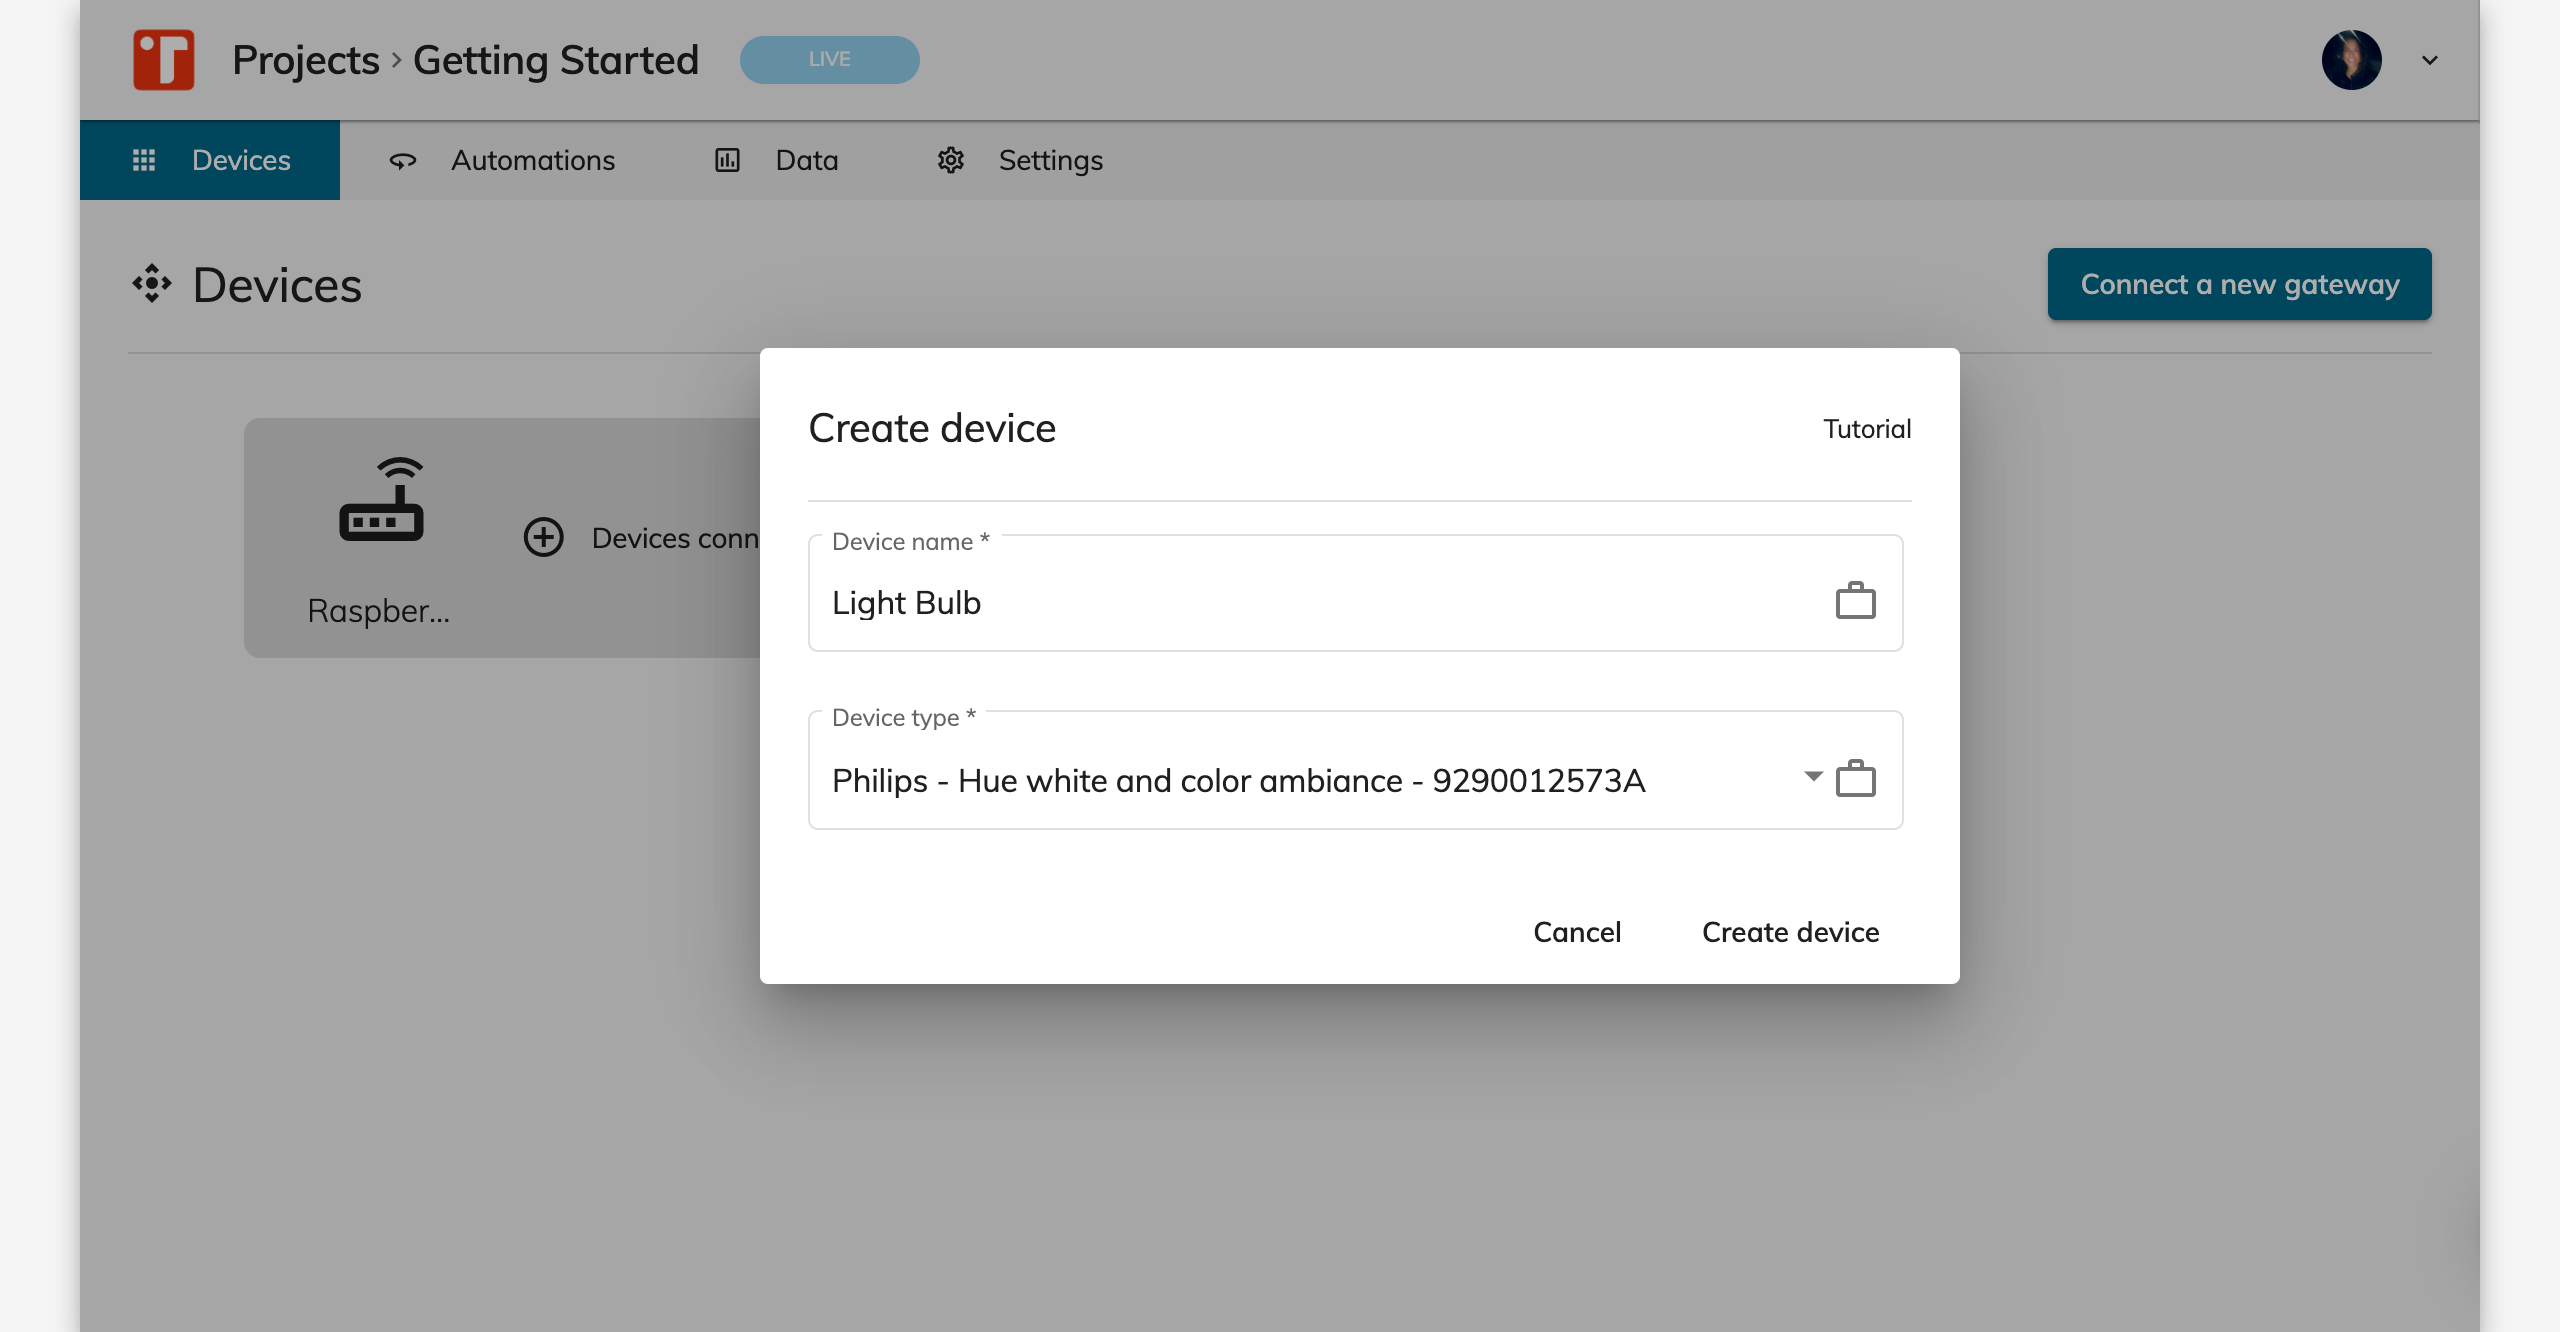 Projects › Getting Started
LIVE
Devices
Automations
Data
Settings
Devices
Connect a new gateway
Raspber...
Devices conn
Create device
Tutorial
Device name *
Light Bulb
Device type *
Philips - Hue white and color ambiance - 9290012573A
Cancel
Create device